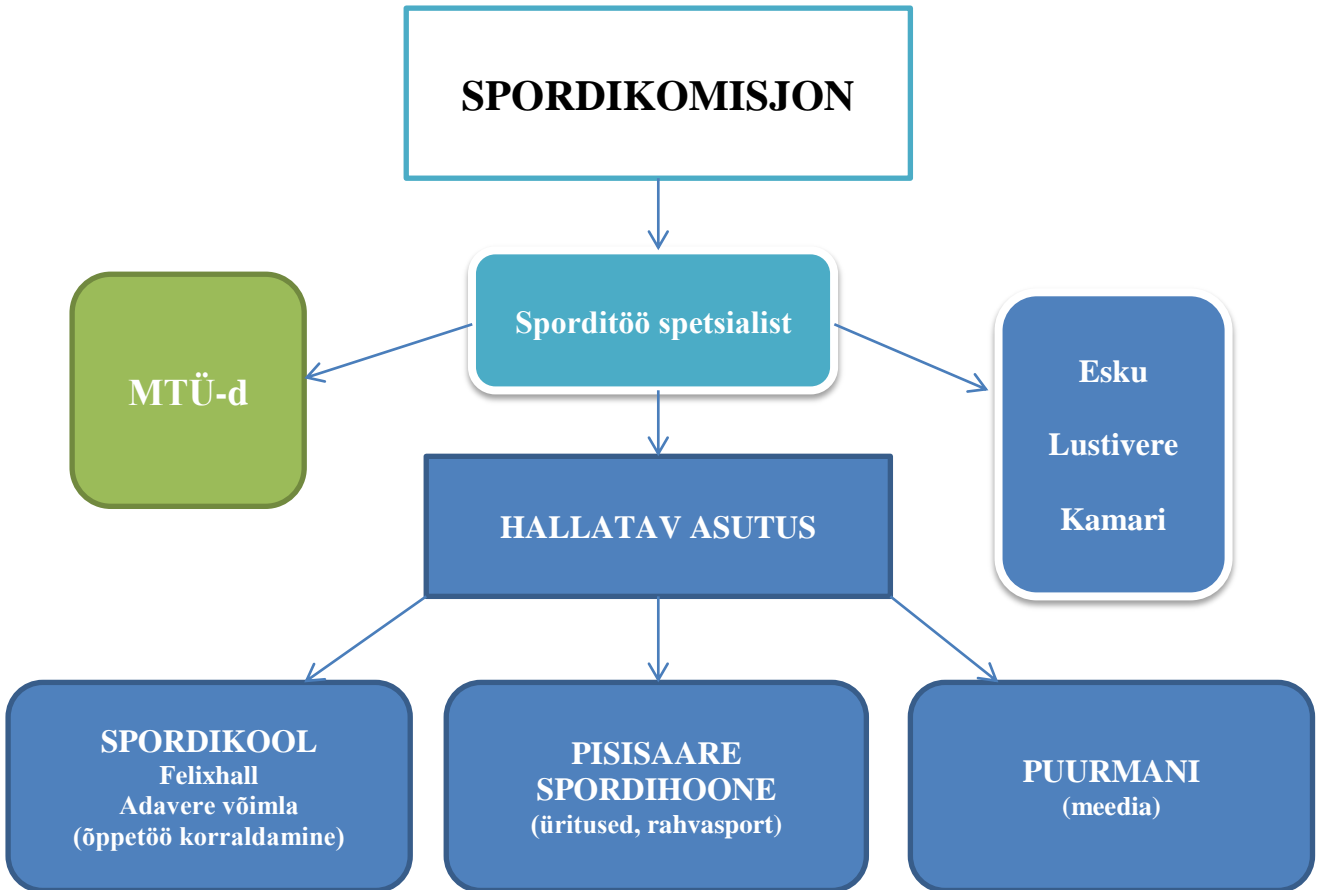 SPORDIKOMISJON
Sporditöö spetsialist
MTÜ-d
Esku
Lustivere
Kamari
HALLATAV ASUTUS
SPORDIKOOL
Felixhall
Adavere võimla
(õppetöö korraldamine)
PISISAARE
SPORDIHOONE
(üritused, rahvasport)
PUURMANI
(meedia)